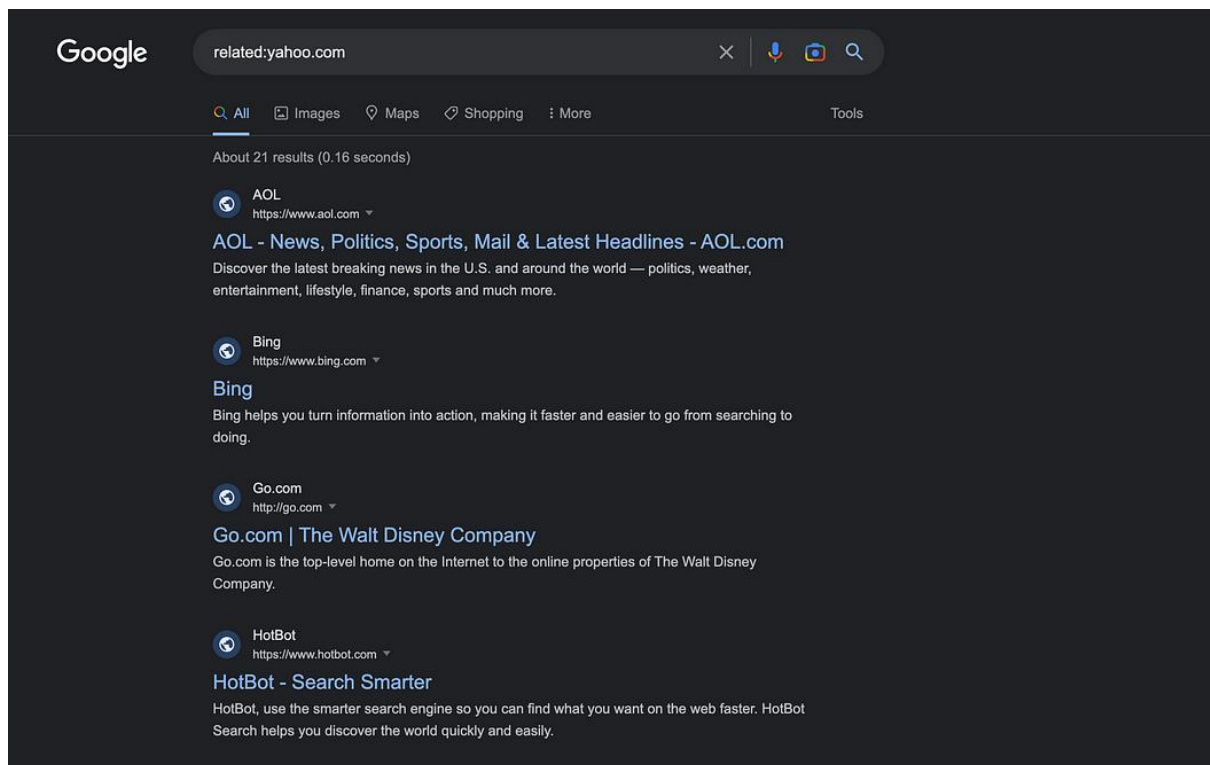 Google
related:yahoo.com
All
Images
Maps
Shopping
More
Tools
About 21 results (0.16 seconds)
AOL
https://www.aol.com
AOL - News, Politics, Sports, Mail & Latest Headlines - AOL.com
Discover the latest breaking news in the U.S. and around the world — politics, weather,
entertainment, lifestyle, finance, sports and much more.
Bing
https://www.bing.com
Bing
Bing helps you turn information into action, making it faster and easier to go from searching to
doing.
Go.com
http://go.com
Go.com | The Walt Disney Company
Go.com is the top-level home on the Internet to the online properties of The Walt Disney
Company.
HotBot
https://www.hotbot.com
HotBot - Search Smarter
HotBot, use the smarter search engine so you can find what you want on the web faster. HotBot
Search helps you discover the world quickly and easily.